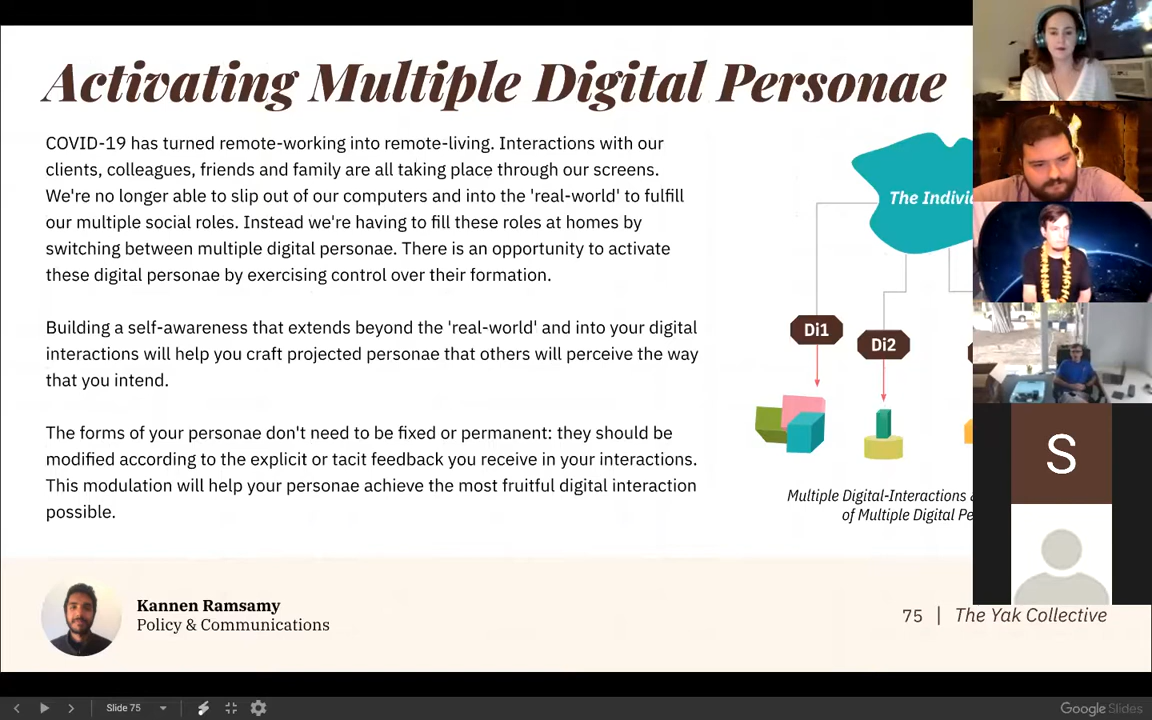 Activating Multiple Digital Personae
COVID-19 has turned remote-working into remote-living. Interactions with our
clients, colleagues, friends and family are all taking place through our screens.
We're no longer able to slip out of our computers and into the 'real-world' to fulfill
our multiple social roles. Instead we're having to fill these roles at homes by
switching between multiple digital personae. There is an opportunity to activate
these digital personae by exercising control over their formation.
Building a self-awareness that extends beyond the 'real-world' and into your digital
interactions will help you craft projected personae that others will perceive the way
that you intend.
The forms of your personae don't need to be fixed or permanent: they should be
modified according to the explicit or tacit feedback you receive in your interactions.
This modulation will help your personae achieve the most fruitful digital interaction
possible.
The Individ
Di1
Di2
Multiple Digital-Interactions
of Multiple Digital Pe
S
Kannen Ramsamy
Policy & Communications
75 | The Yak Collective
Slide 75
Google Slides